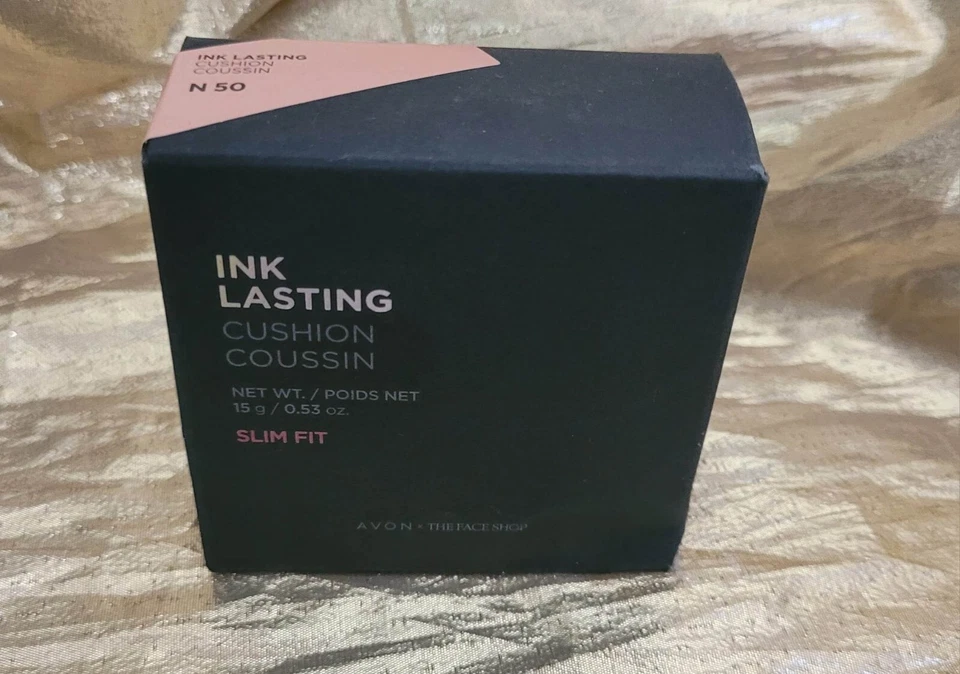 INK LASTING
CUSHION
COUSSIN
N 50
INK
LASTING
CUSHION
COUSSIN
NET WT. / POIDS NET
15 g / 0.53 oz.
SLIM FIT
AVON × THE FACE SHOP